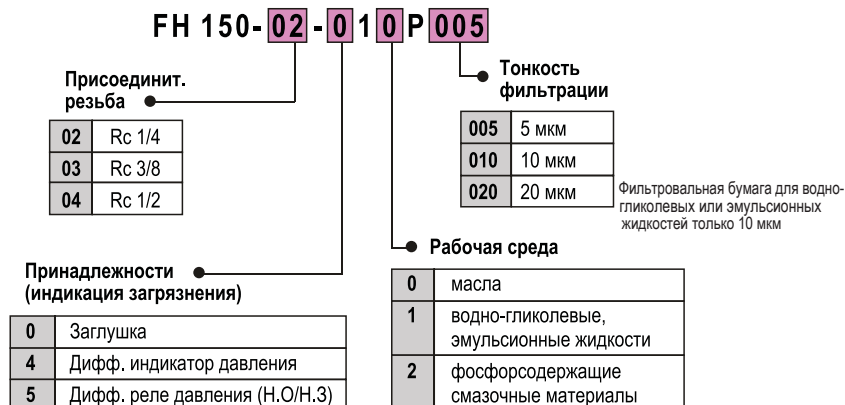 FH 150-02-010P005
Присоединит.
резьба
02 Rc 1/4
03 Rc 3/8
04 Rc 1/2
Тонкость
фильтрации
005 5 мкм
010 10 мкм
020 20 мкм
Фильтровальная бумага для водно-
гликолевых или эмульсионных
жидкостей только 10 мкм
Принадлежности
(индикация загрязнения)
0 Заглушка
4 Дифф. индикатор давления
5 Дифф. реле давления (Н.О/Н.З)
Рабочая среда
0 масла
1 водно-гликолевые,
эмульсионные жидкости
2 фосфорсодержащие
смазочные материалы